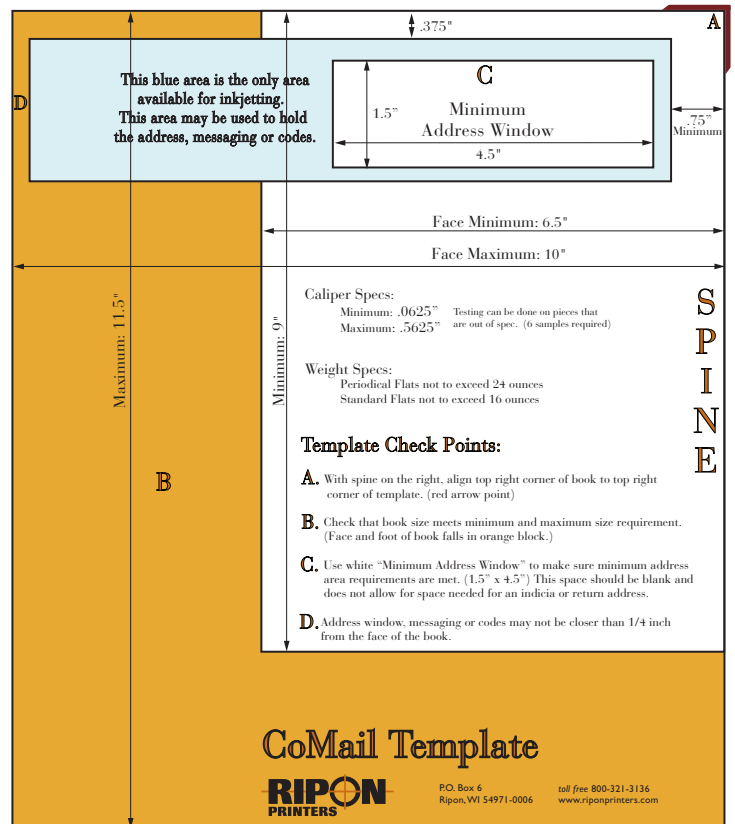 .375"
A
This blue area is the only area
available for inkjetting.
This area may be used to hold
the address, messaging or codes.
D
C
1.5”
Minimum
Address Window
4.5"
.75”
Minimum
Face Minimum: 6.5"
Face Maximum: 10"
Maximum: 11.5"
Minimum: 9"
Caliper Specs:
Minimum: .0625”
Maximum: .5625”
Testing can be done on pieces that
are out of spec. (6 samples required)
Weight Specs:
Periodical Flats not to exceed 24 ounces
Standard Flats not to exceed 16 ounces
SPINE
B
Template Check Points:
A. With spine on the right, align top right corner of book to top right
corner of template. (red arrow point)
B. Check that book size meets minimum and maximum size requirement.
(Face and foot of book falls in orange block.)
C. Use white “Minimum Address Window” to make sure minimum address
area requirements are met. (1.5” x 4.5”) This space should be blank and
does not allow for space needed for an indicia or return address.
D. Address window, messaging or codes may not be closer than 1/4 inch
from the face of the book.
CoMail Template
RIPON
PRINTERS
P.O. Box 6
Ripon, WI 54971-0006
toll free 800-321-3136
www.riponprinters.com